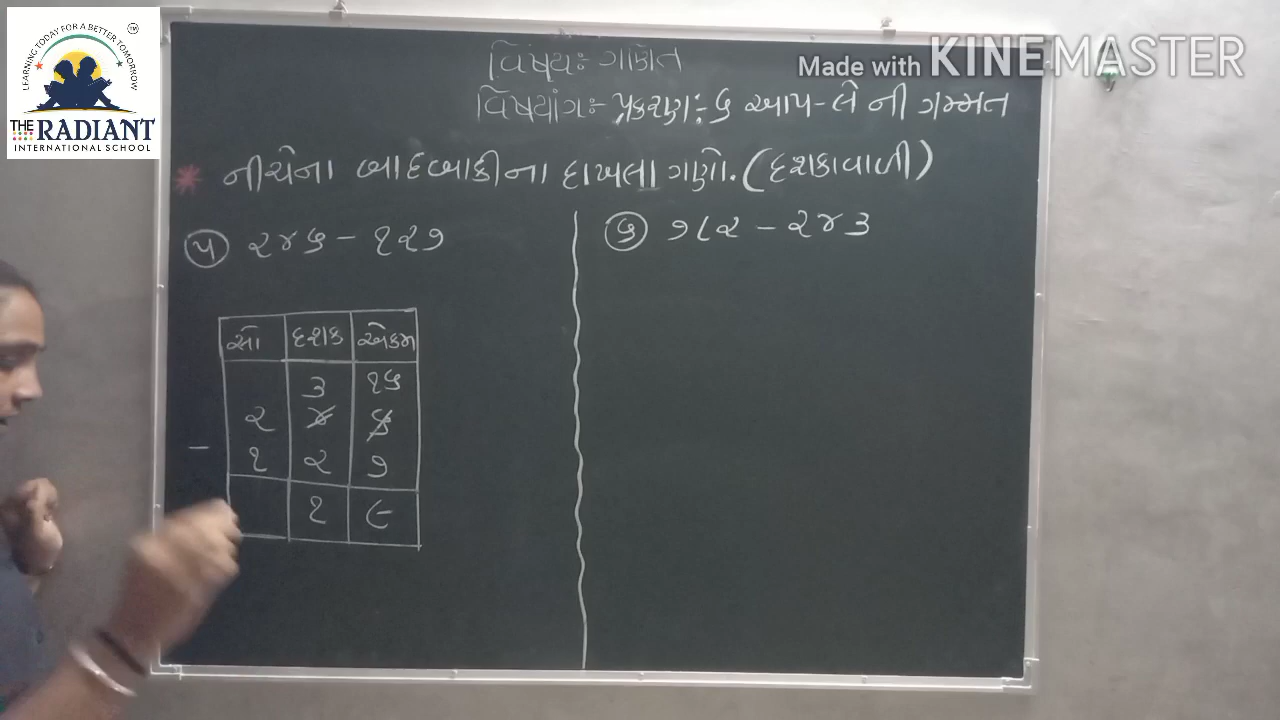 LEARNING TODAY FOR A BETTER TOMORROW
TM
THE RADIANT
INTERNATIONAL SCHOOL
Made with KINEMASTER
વિષય:- ગણિત
વિષયાંગ:- પ્રકરણ:- ૬ આપ-લે ની ગમ્મત
* નીચેના બાદબાકીના દાખલા ગણો. (દશકાવાળી)
૫ ૨૪૬ - ૧૨૭
સો દશક એકમ
૩ ૧૬
૨ ૪ ૬
- ૧ ૨ ૭
૧ ૯
૬ ૭૮૨ - ૨૪૩